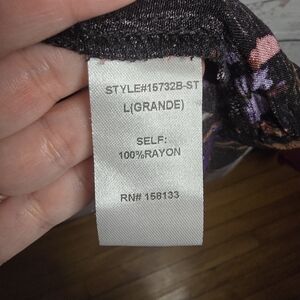 STYLE#15732B-ST
L(GRANDE)
SELF:
100%RAYON
RN# 158133